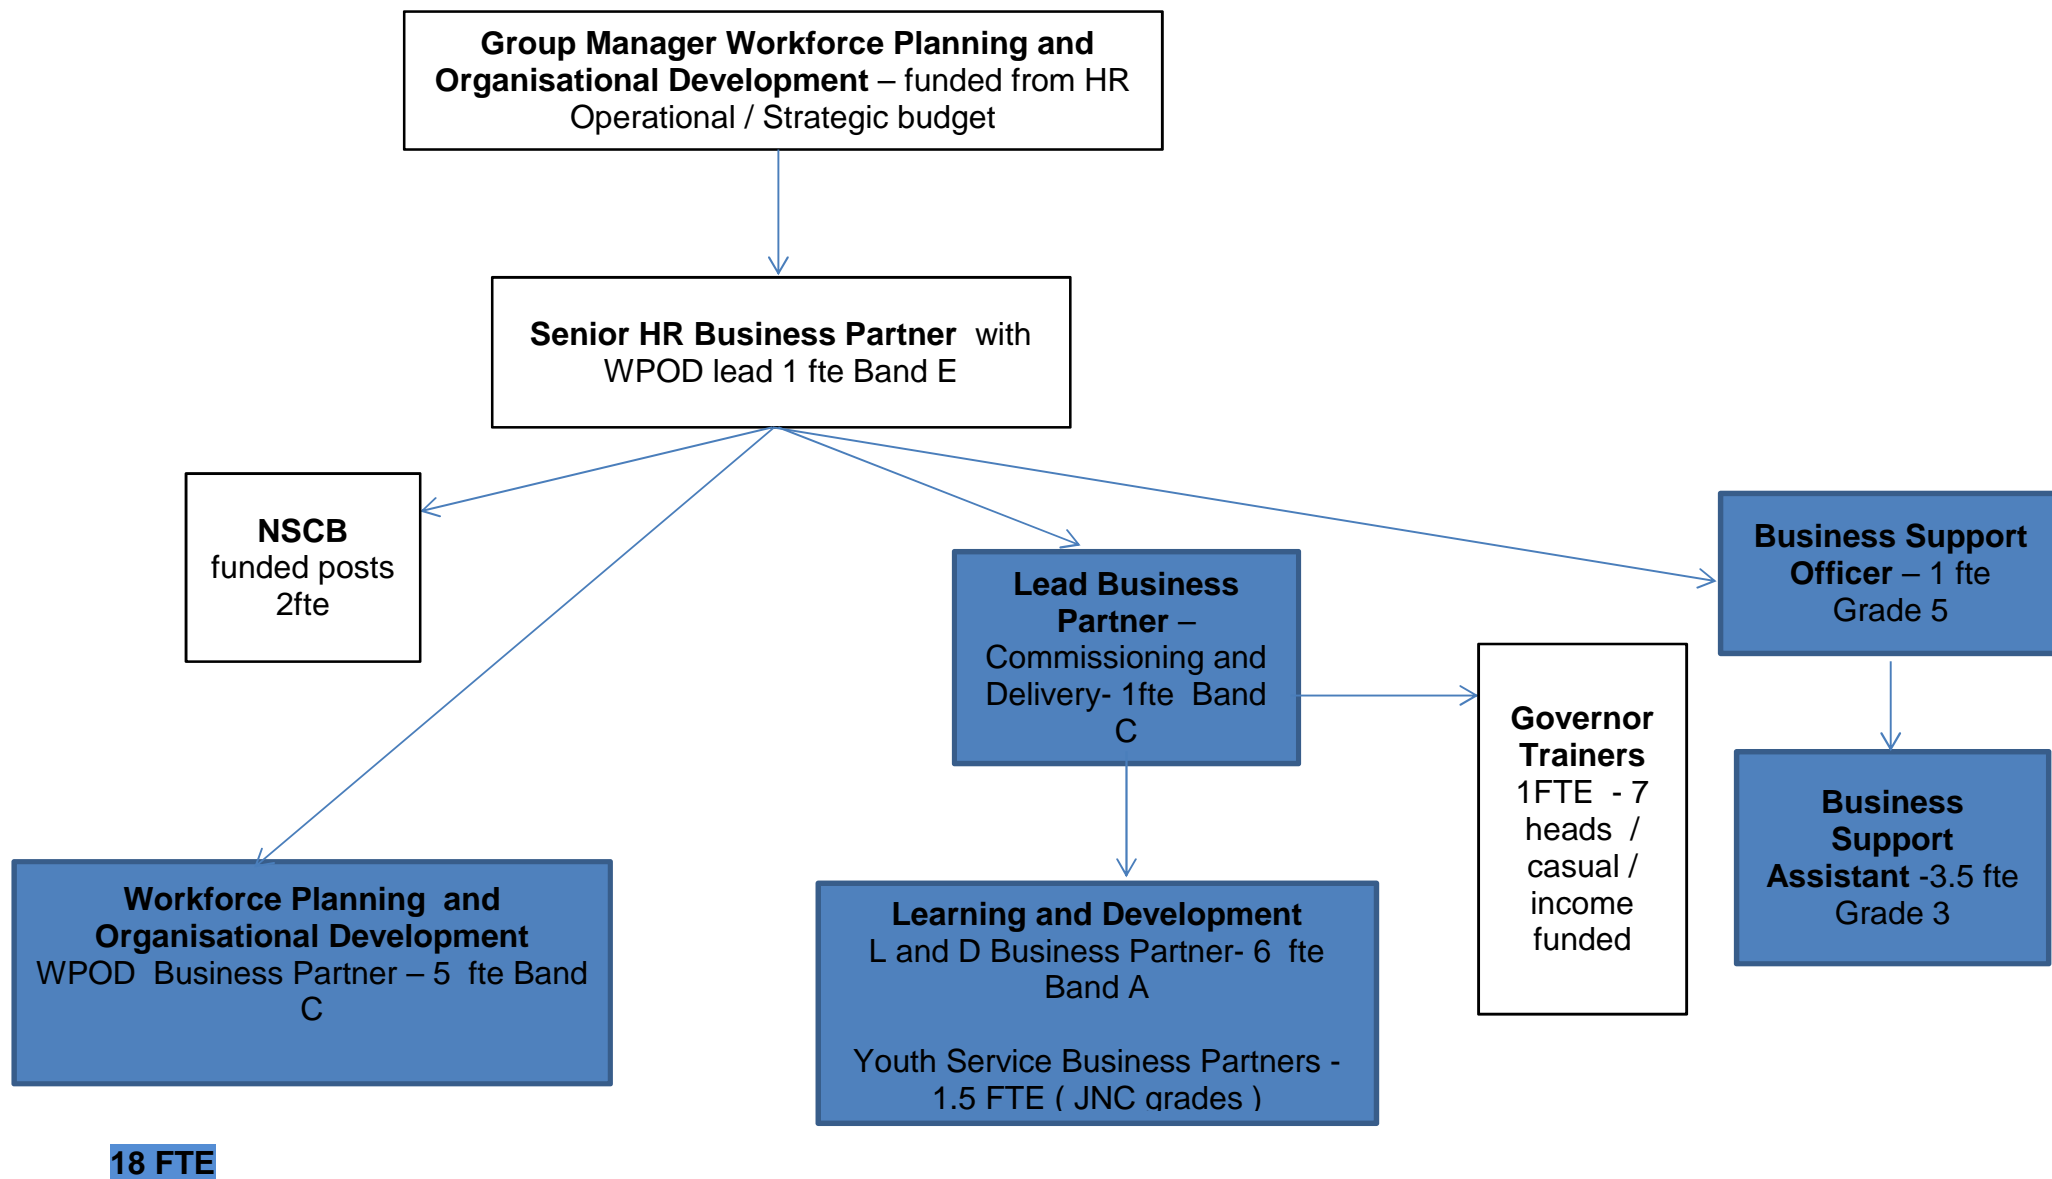 Group Manager Workforce Planning and
Organisational Development – funded from HR
Operational / Strategic budget
Senior HR Business Partner with
WPOD lead 1 fte Band E
NSCB
funded posts
2fte
Lead Business
Partner –
Commissioning and
Delivery- 1fte Band
C
Business Support
Officer – 1 fte
Grade 5
Governor
Trainers
1FTE - 7
heads /
casual /
income
funded
Business
Support
Assistant -3.5 fte
Grade 3
Workforce Planning and
Organisational Development
WPOD Business Partner – 5 fte Band
C
Learning and Development
L and D Business Partner- 6 fte
Band A
Youth Service Business Partners -
1.5 FTE ( JNC grades )
18 FTE